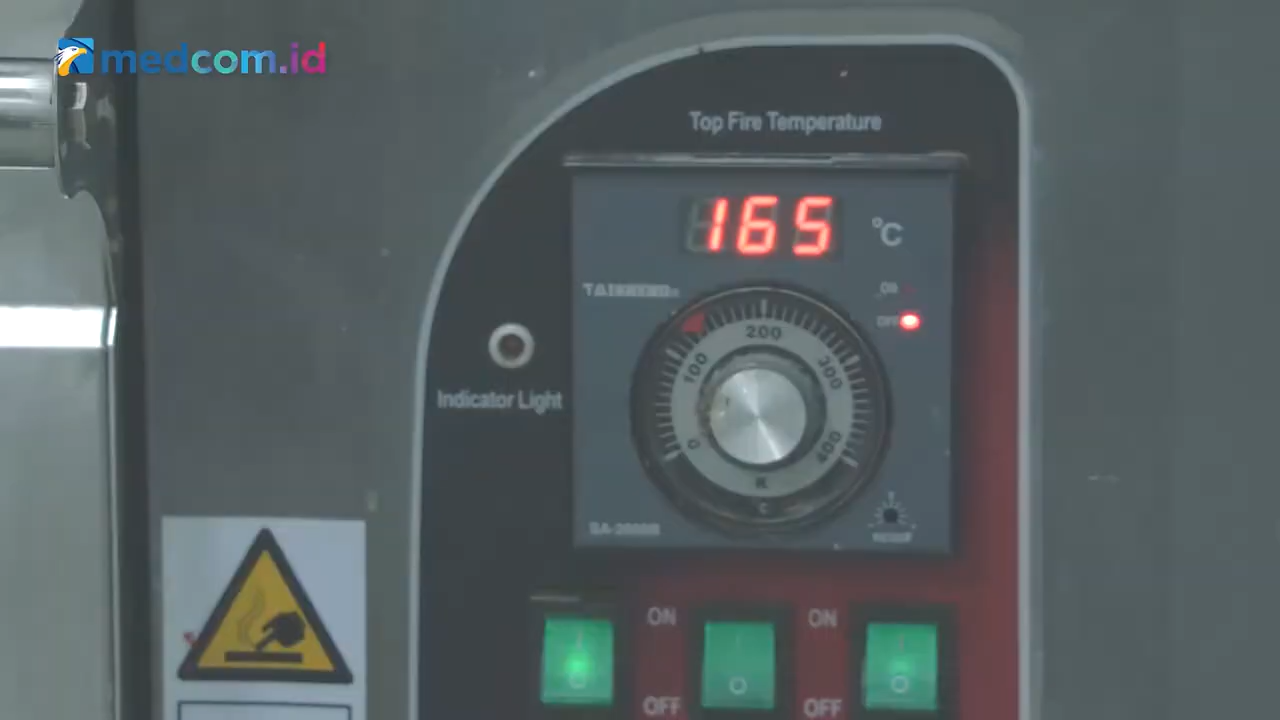 medcom.id
Top Fire Temperature
165
°C
ON
OFF
Indicator Light
0
100
200
300
400
K
C
ON
ON
OFF
OFF